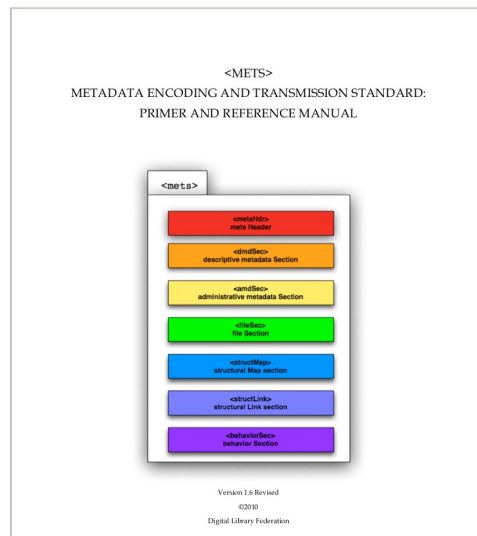 <METS>
METADATA ENCODING AND TRANSMISSION STANDARD:
PRIMER AND REFERENCE MANUAL
<mets>
<metsHdr>
mets Header
<dmdSec>
descriptive metadata Section
<amdSec>
administrative metadata Section
<fileSec>
file Section
<structMap>
structural Map section
<structLink>
structural Link section
<behaviorSec>
behavior Section
Version 1.6 Revised
©2010
Digital Library Federation